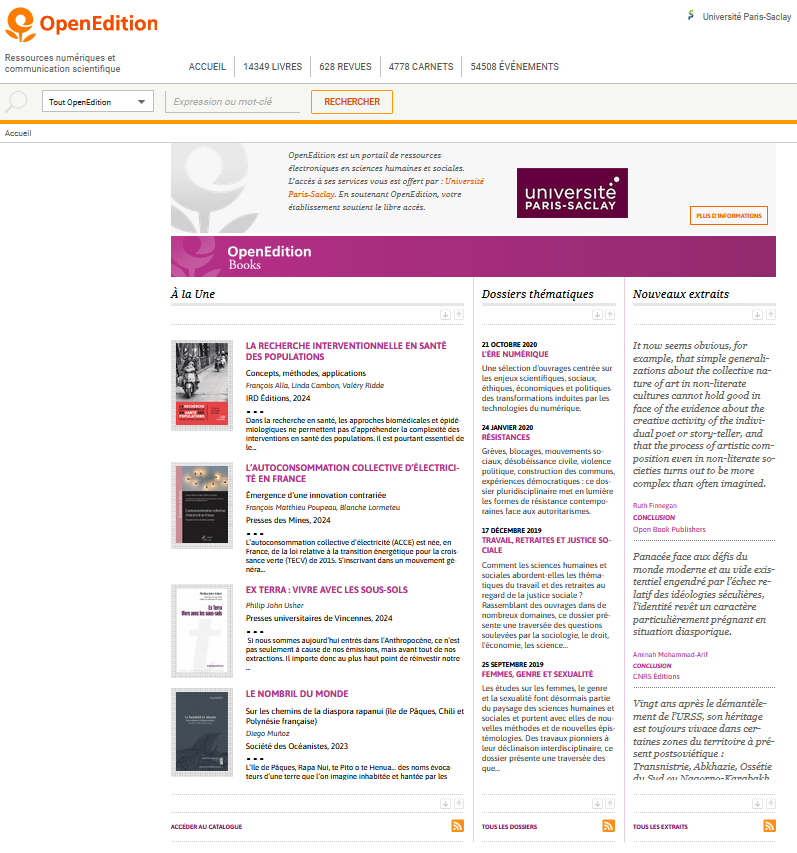 OpenEdition
Université Paris-Saclay
Ressources numériques et
communication scientifique
ACCUEIL
14349 LIVRES
628 REVUES
4778 CARNETS
54508 ÉVÉNEMENTS
Tout OpenEdition
Expression ou mot-clé
RECHERCHER
Accueil
OpenEdition est un portail de ressources
électroniques en sciences humaines et sociales.
L'accès à ses services vous est offert par : Université
Paris-Saclay. En soutenant OpenEdition, votre
établissement soutient le libre accès.
université
PARIS-SACLAY
PLUS D'INFORMATIONS
OpenEdition
Books
À la Une
LA RECHERCHE INTERVENTIONNELLE EN SANTÉ
DES POPULATIONS
Concepts, méthodes, applications
François Alla, Linda Cambon, Valéry Ridde
IRD Éditions, 2024
Dans la recherche en santé, les approches biomédicales et épidé-
miologiques ne permettent pas d'appréhender la complexité des
interventions en santé des populations. Il est pourtant essentiel de
le...
L'AUTOCONSOMMATION COLLECTIVE D'ÉLECTRICI-
TÉ EN FRANCE
Émergence d'une innovation contrariée
François Matthieu Poupeau, Blanche Lormeteu
Presses des Mines, 2024
L'autoconsommation collective d'électricité (ACCE) est née, en
France, de la loi relative à la transition énergétique pour la crois-
sance verte (TECV) de 2015. S'inscrivant dans un mouvement gé-
néra...
Ex Terra
Vivre avec les sous-sols
EX TERRA : VIVRE AVEC LES SOUS-SOLS
Philip John Usher
Presses universitaires de Vincennes, 2024
Si nous sommes aujourd'hui entrés dans l'Anthropocène, ce n'est
pas seulement à cause de nos émissions, mais avant tout de nos
extractions. Il importe donc au plus haut point de réinvestir notre
...
LE NOMBRIL DU MONDE
Sur les chemins de la diaspora rapanui (île de Pâques, Chili et
Polynésie française)
Diego Muñoz
Société des Océanistes, 2023
L'île de Pâques, Rapa Nui, Te Pito o te Henua... des noms évoca-
teurs d'une terre que l'on imagine inhabitée et hantée par les
ACCÉDER AU CATALOGUE
Dossiers thématiques
21 OCTOBRE 2020
L'ÈRE NUMÉRIQUE
Une sélection d'ouvrages centrée sur
les enjeux scientifiques, sociaux,
éthiques, économiques et politiques
des transformations induites par les
technologies du numérique.
24 JANVIER 2020
RÉSISTANCES
Grèves, blocages, mouvements so-
ciaux, désobéissance civile, violence
politique, construction des communs,
expériences démocratiques : ce dos-
sier pluridisciplinaire met en lumière
les formes de résistance contempo-
raines face aux autoritarismes.
17 DÉCEMBRE 2019
TRAVAIL, RETRAITES ET JUSTICE SO-
CIALE
Comment les sciences humaines et
sociales abordent-elles les théma-
tiques du travail et des retraites au
regard de la justice sociale ?
Rassemblant des ouvrages dans de
nombreux domaines, ce dossier pré-
sente une traversée des questions
soulevées par la sociologie, le droit,
l'économie, les science...
25 SEPTEMBRE 2019
FEMMES, GENRE ET SEXUALITÉ
Les études sur les femmes, le genre
et la sexualité font désormais partie
du paysage des sciences humaines et
sociales et portent avec elles de nou-
velles méthodes et de nouvelles épis-
témologies. Des travaux pionniers à
leur déclinaison interdisciplinaire, ce
dossier présente une traversée des
que...
TOUS LES DOSSIERS
Nouveaux extraits
It now seems obvious, for
example, that simple generali-
zations about the collective na-
ture of art in non-literate
cultures cannot hold good in
face of the evidence about the
creative activity of the indivi-
dual poet or story-teller, and
that the process of artistic com-
position even in non-literate so-
cieties turns out to be more
complex than often imagined.
Ruth Finnegan
CONCLUSION
Open Book Publishers
Panacée face aux défis du
monde moderne et au vide exis-
tentiel engendré par l'échec re-
latif des idéologies séculières,
l'identité revêt un caractère
particulièrement prégnant en
situation diasporique.
Aminah Mohammad-Arif
CONCLUSION
CNRS Éditions
Vingt ans après le démantèle-
ment de l'URSS, son héritage
est toujours vivace dans cer-
taines zones du territoire à pré-
sent postsoviétique :
Transnistrie, Abkhazie, Ossétie
du Sud ou Nagorno-Karabakh
TOUS LES EXTRAITS